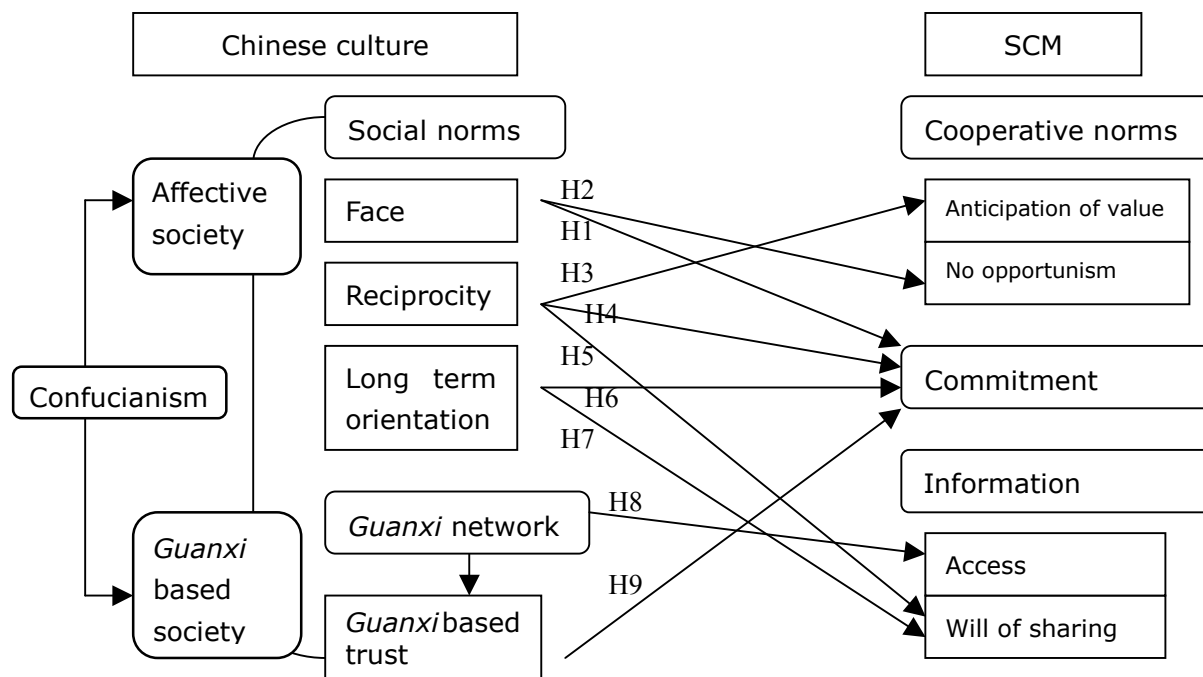 Chinese culture
SCM
Social norms
Cooperative norms
Affective
society
Face
H2
H1
Anticipation of value
No opportunism
Reciprocity
H3
H4
H5
Confucianism
Long term
orientation
H6
H7
Commitment
Information
Guanxi
based
society
Guanxi network
H8
Access
Will of sharing
Guanxi based
trust
H9